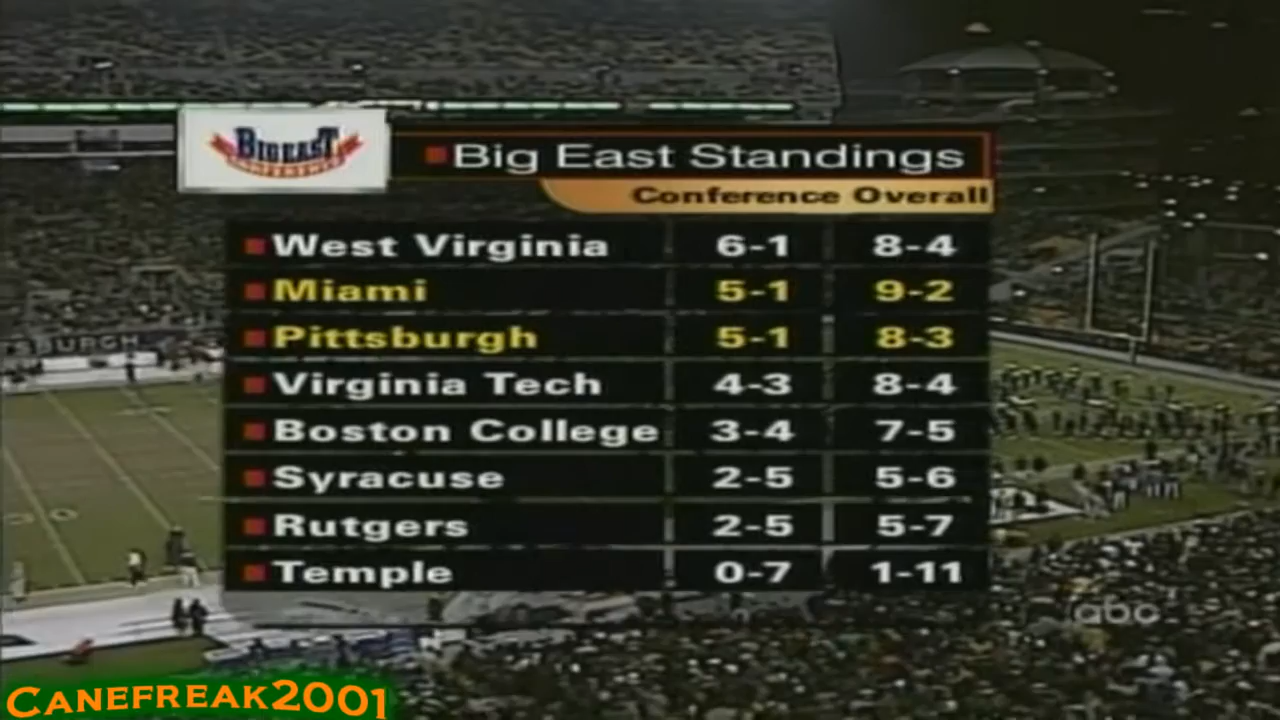 BIG EAST
CONFERENCE
Big East Standings
Conference Overall
West Virginia 6-1 8-4
Miami 5-1 9-2
Pittsburgh 5-1 8-3
Virginia Tech 4-3 8-4
Boston College 3-4 7-5
Syracuse 2-5 5-6
Rutgers 2-5 5-7
Temple 0-7 1-11
BURGH
abc
CANEFREAK2001